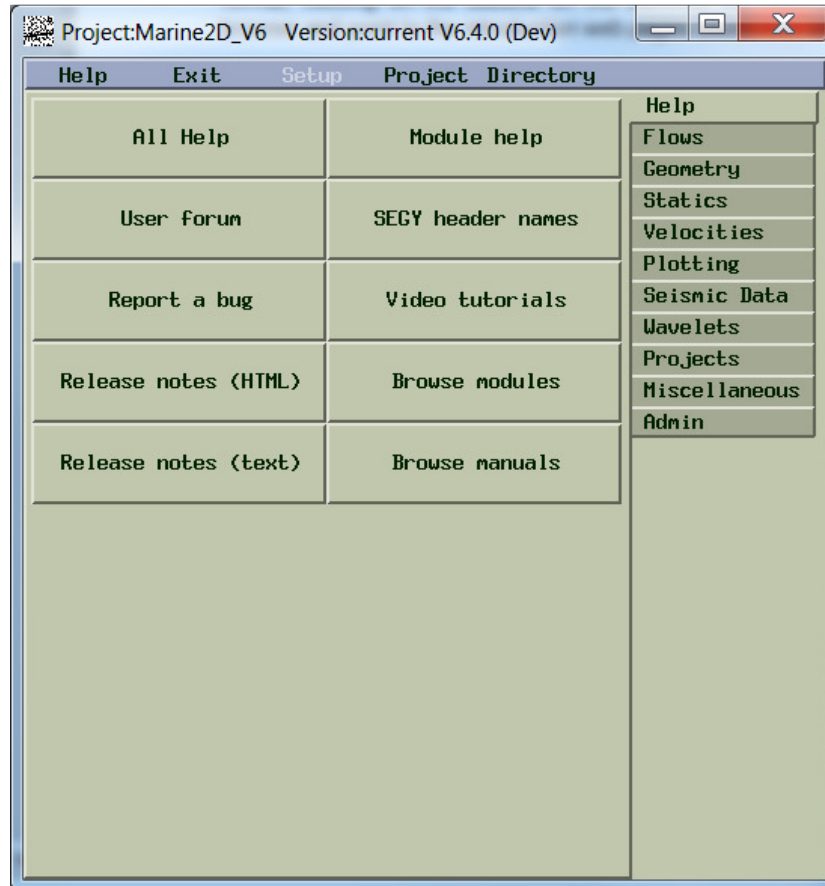 Project:Marine2D_V6 Version:current V6.4.0 (Dev)
Help Exit Setup Project Directory
All Help Module help
User forum SEGY header names
Report a bug Video tutorials
Release notes (HTML) Browse modules
Release notes (text) Browse manuals
Help
Flows
Geometry
Statics
Velocities
Plotting
Seismic Data
Wavelets
Projects
Miscellaneous
Admin